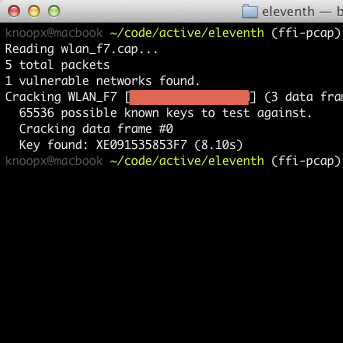 eleventh — b
knoopx@macbook ~/code/active/eleventh (ffi-pcap)
Reading wlan_f7.cap...
5 total packets
1 vulnerable networks found.
Cracking WLAN_F7 [ ] (3 data fra
65536 possible known keys to test against.
Cracking data frame #0
Key found: XE091535853F7 (8.10s)
knoopx@macbook ~/code/active/eleventh (ffi-pcap)